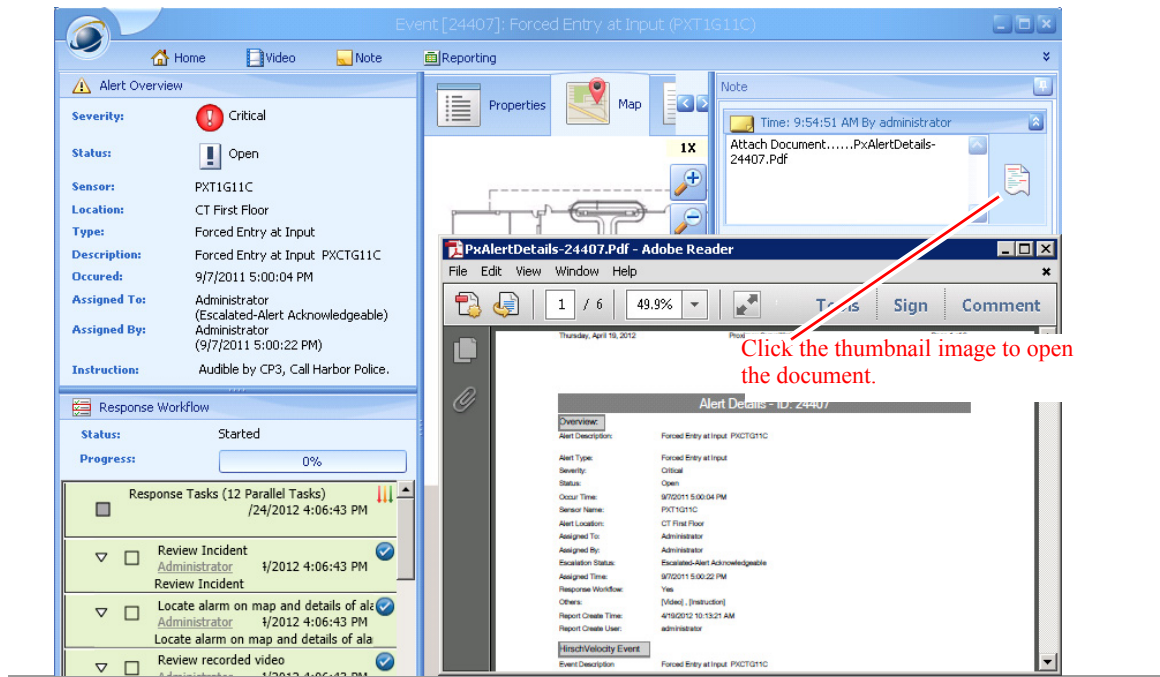 Event [24407]: Forced Entry at Input (PXT1G11C)
Home Video Note Reporting
Alert Overview
Severity: Critical
Status: Open
Sensor: PXT1G11C
Location: CT First Floor
Type: Forced Entry at Input
Description: Forced Entry at Input PXCTG11C
Occured: 9/7/2011 5:00:04 PM
Assigned To: Administrator
(Escalated-Alert Acknowledgeable)
Assigned By: Administrator
(9/7/2011 5:00:22 PM)
Instruction: Audible by CP3, Call Harbor Police.
Response Workflow
Status: Started
Progress: 0%
Response Tasks (12 Parallel Tasks)
/24/2012 4:06:43 PM
Review Incident
Administrator /2012 4:06:43 PM
Review Incident
Locate alarm on map and details of ala
Administrator /2012 4:06:43 PM
Locate alarm on map and details of ala
Review recorded video
Administrator /2012 4:06:43 PM
Properties Map
1X
Note
Time: 9:54:51 AM By administrator
Attach Document......PxAlertDetails-
24407.Pdf
PxAlertDetails-24407.Pdf - Adobe Reader
File Edit View Window Help
1 / 6 49.9% Tools Sign Comment
Click the thumbnail image to open
the document.
Thursday, April 19, 2012
Alert Details - ID: 24407
Overview:
Alert Description: Forced Entry at Input PXCTG11C
Alert Type: Forced Entry at Input
Severity: Critical
Status: Open
Occur Time: 9/7/2011 5:00:04 PM
Sensor Name: PXT1G11C
Alert Location: CT First Floor
Assigned To: Administrator
Assigned By: Administrator
Escalation Status: Escalated-Alert Acknowledgeable
Assigned Time: 9/7/2011 5:00:22 PM
Response Workflow: Yes
Others: [Video] , [Instruction]
Report Create Time: 4/19/2012 10:13:21 AM
Report Create User: administrator
HirschVelocity Event
Event Description Forced Entry at Input PXCTG11C